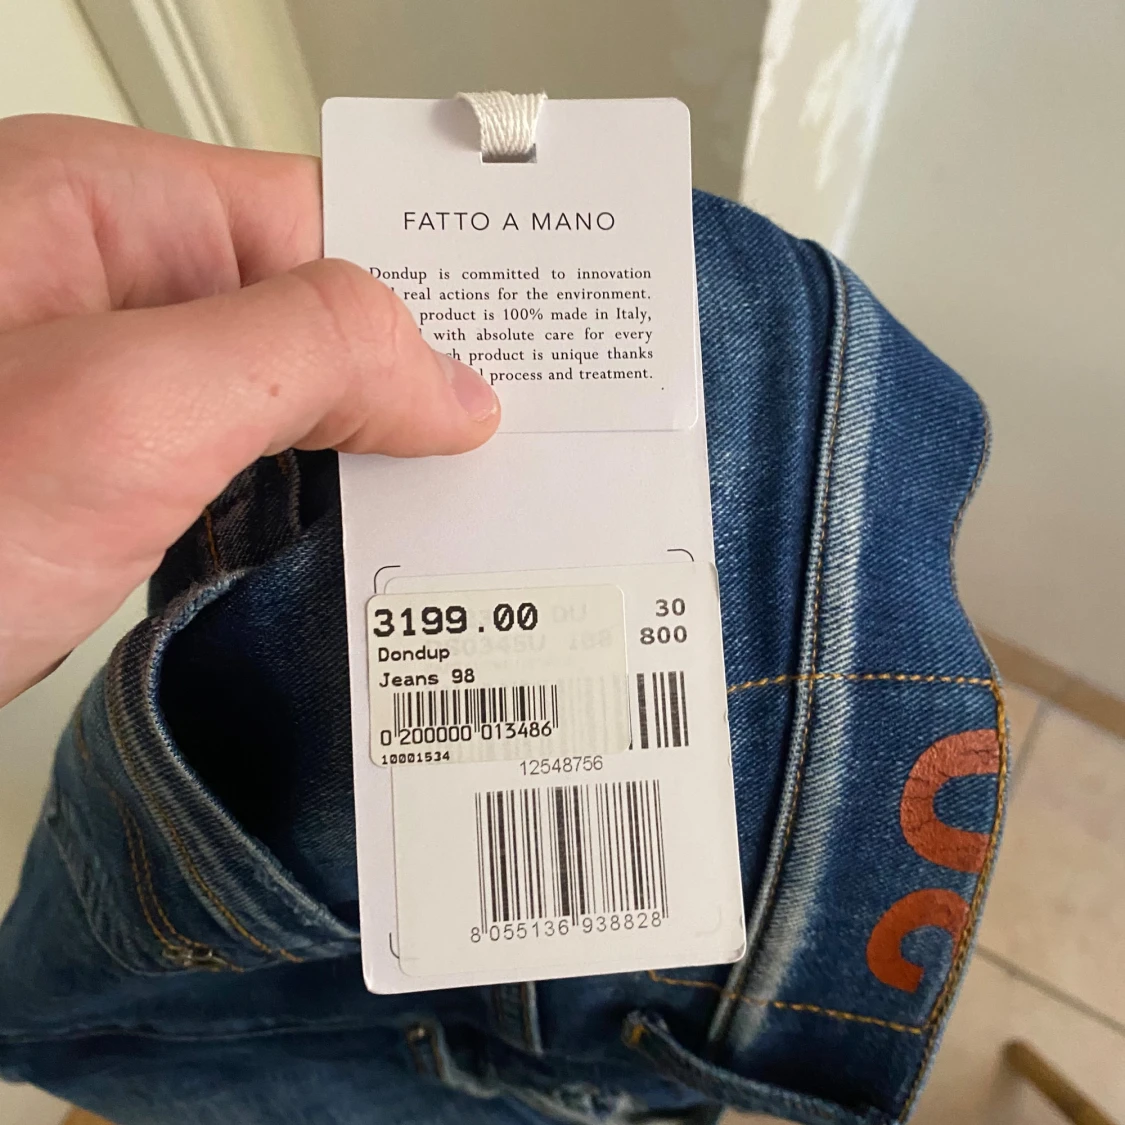 FATTO A MANO
Dondup is committed to innovation
real actions for the environment.
product is 100% made in Italy,
with absolute care for every
product is unique thanks
process and treatment.
3199.00
30
800
Dondup
Jeans 98
0 200000 013486
10001534
12548756
8 055136 938828